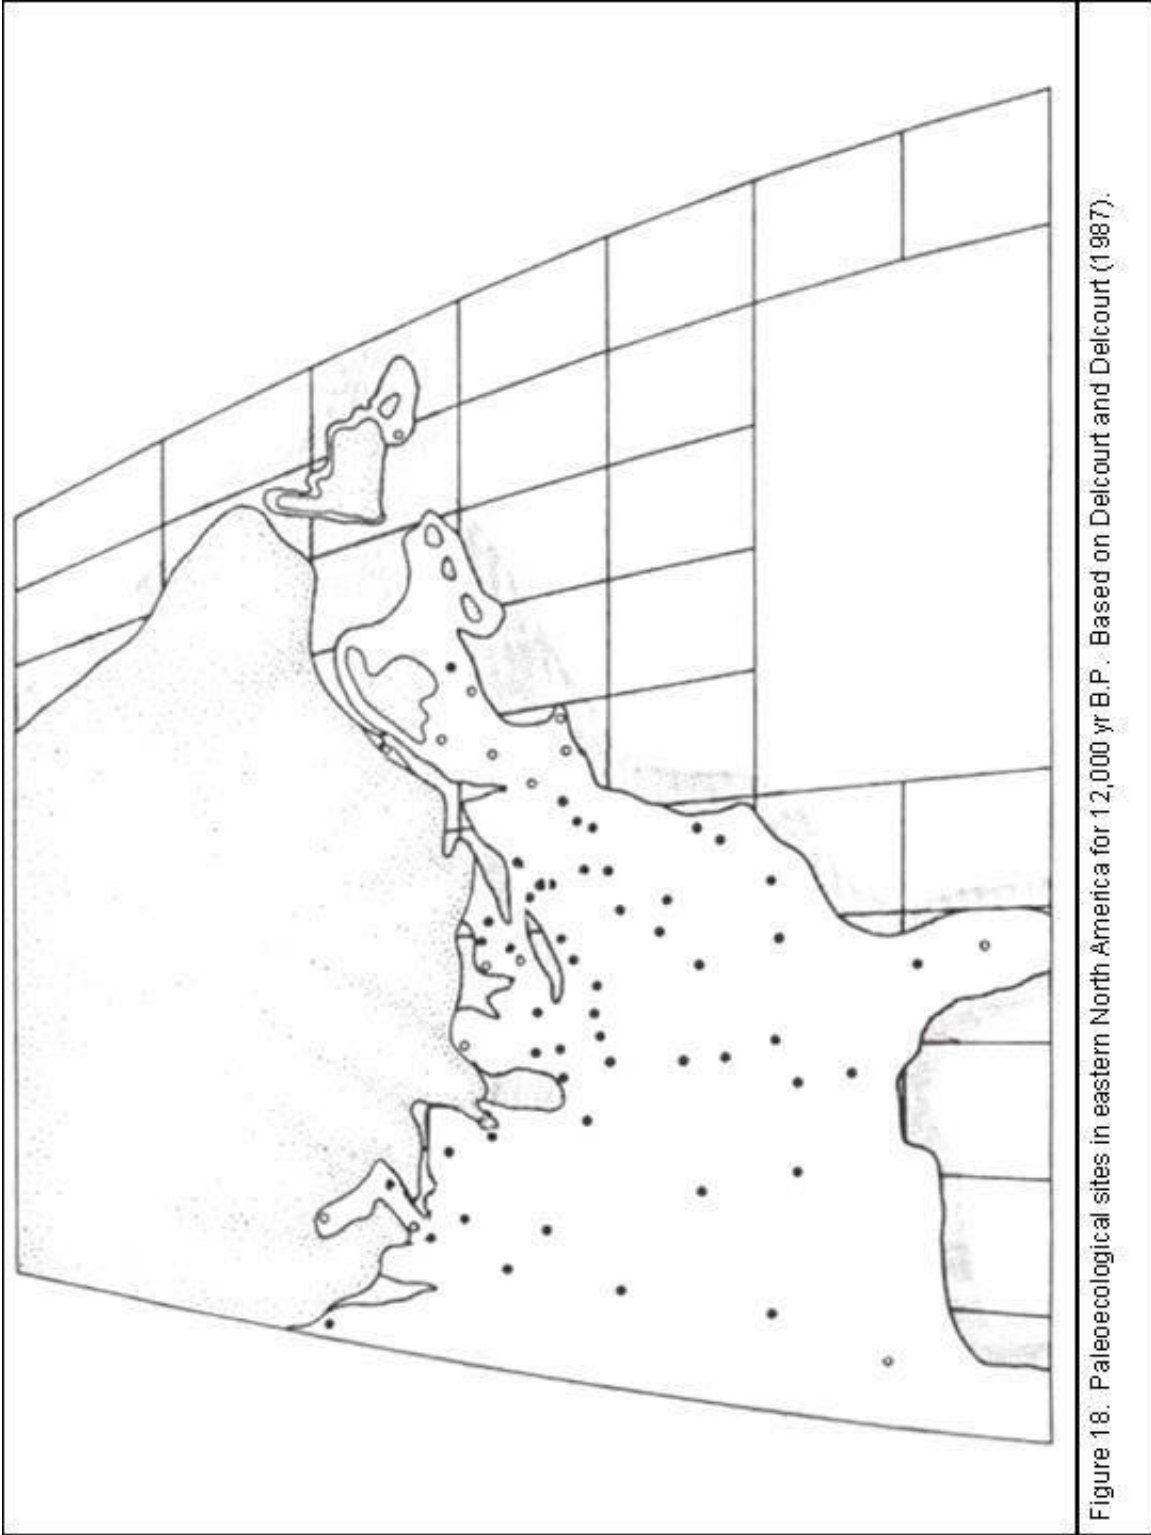 Figure 18. Paleoecological sites in eastern North America for 12,000 yr B.P. Based on Delcourt and Delcourt (1987).